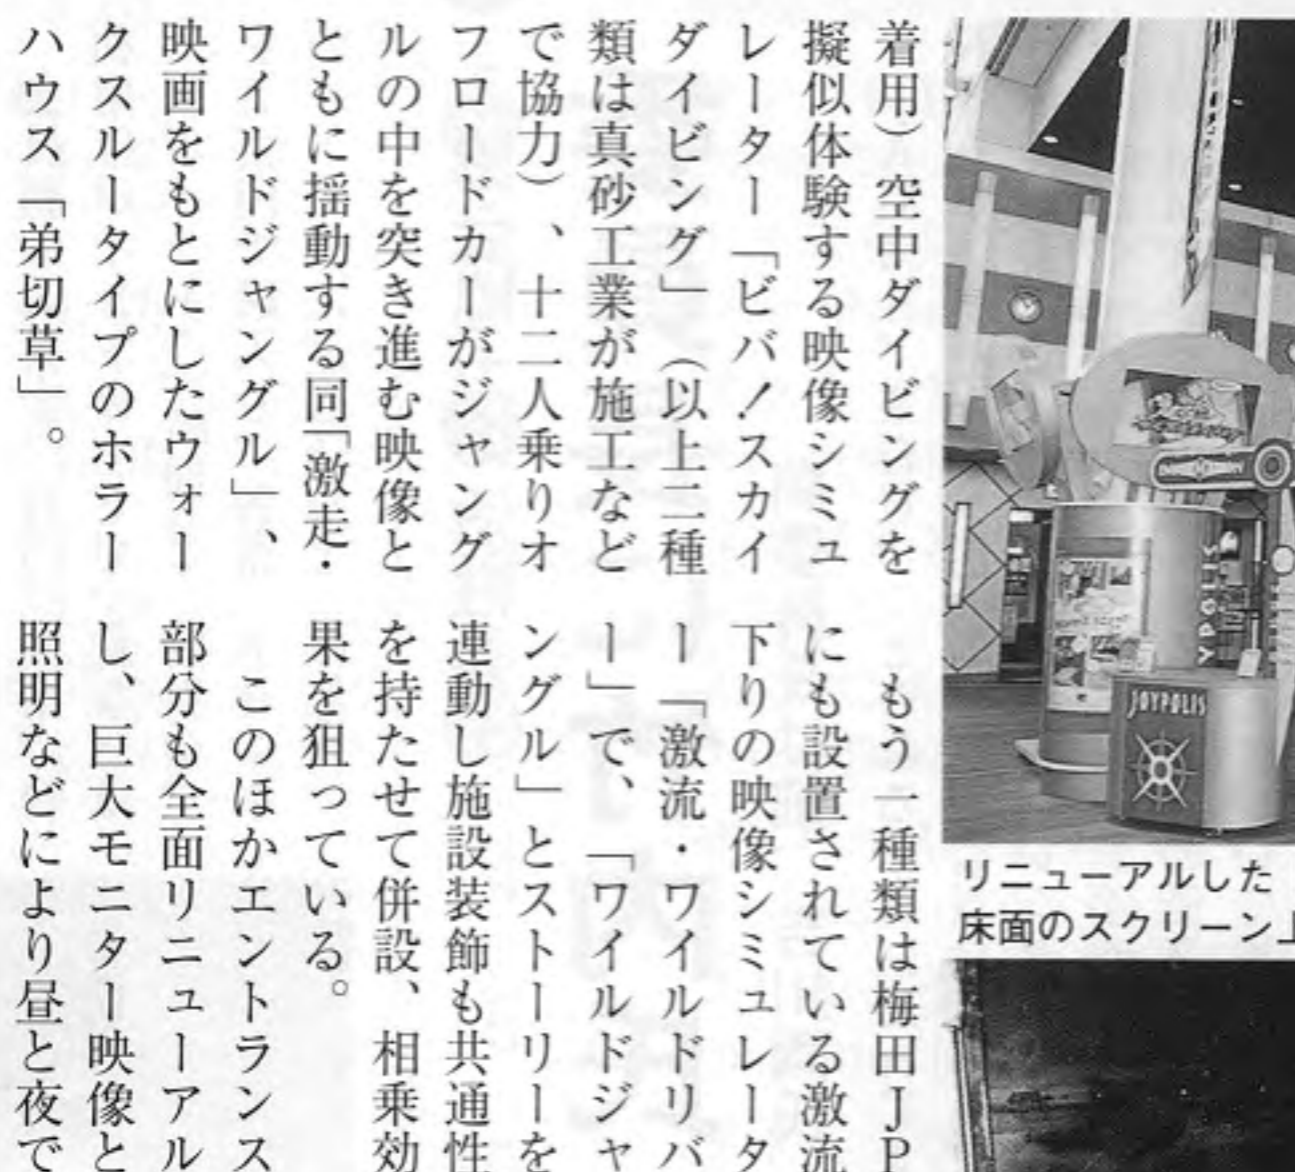 着用）空中ダイビングを
擬似体験する映像シミュ
レーター「ビバ！スカイ
ダイビング」（以上二種
類は真砂工業が施工など
で協力）、十二人乗りオ
フロードカーがジャング
ルの中を突き進む映像と
ともに揺動する同「激走・
ワイルドジャングル」、
映画をもとにしたウォー
クスルータイプのホラー
ハウス「弟切草」。
もう一種類は梅田JP
にも設置されている激流
下りの映像シミュレータ
ー「激流・ワイルドリバ
ー」で、「ワイルドジャ
ングル」とストーリーを
連動し施設装飾も共通性
を持たせて併設、相乗効
果を狙っている。
このほかエントランス
部分も全面リニューアル
し、巨大モニター映像と
照明などにより昼と夜で
YPOLIS
JOYPOLIS
リニューアルした
床面のスクリーン上